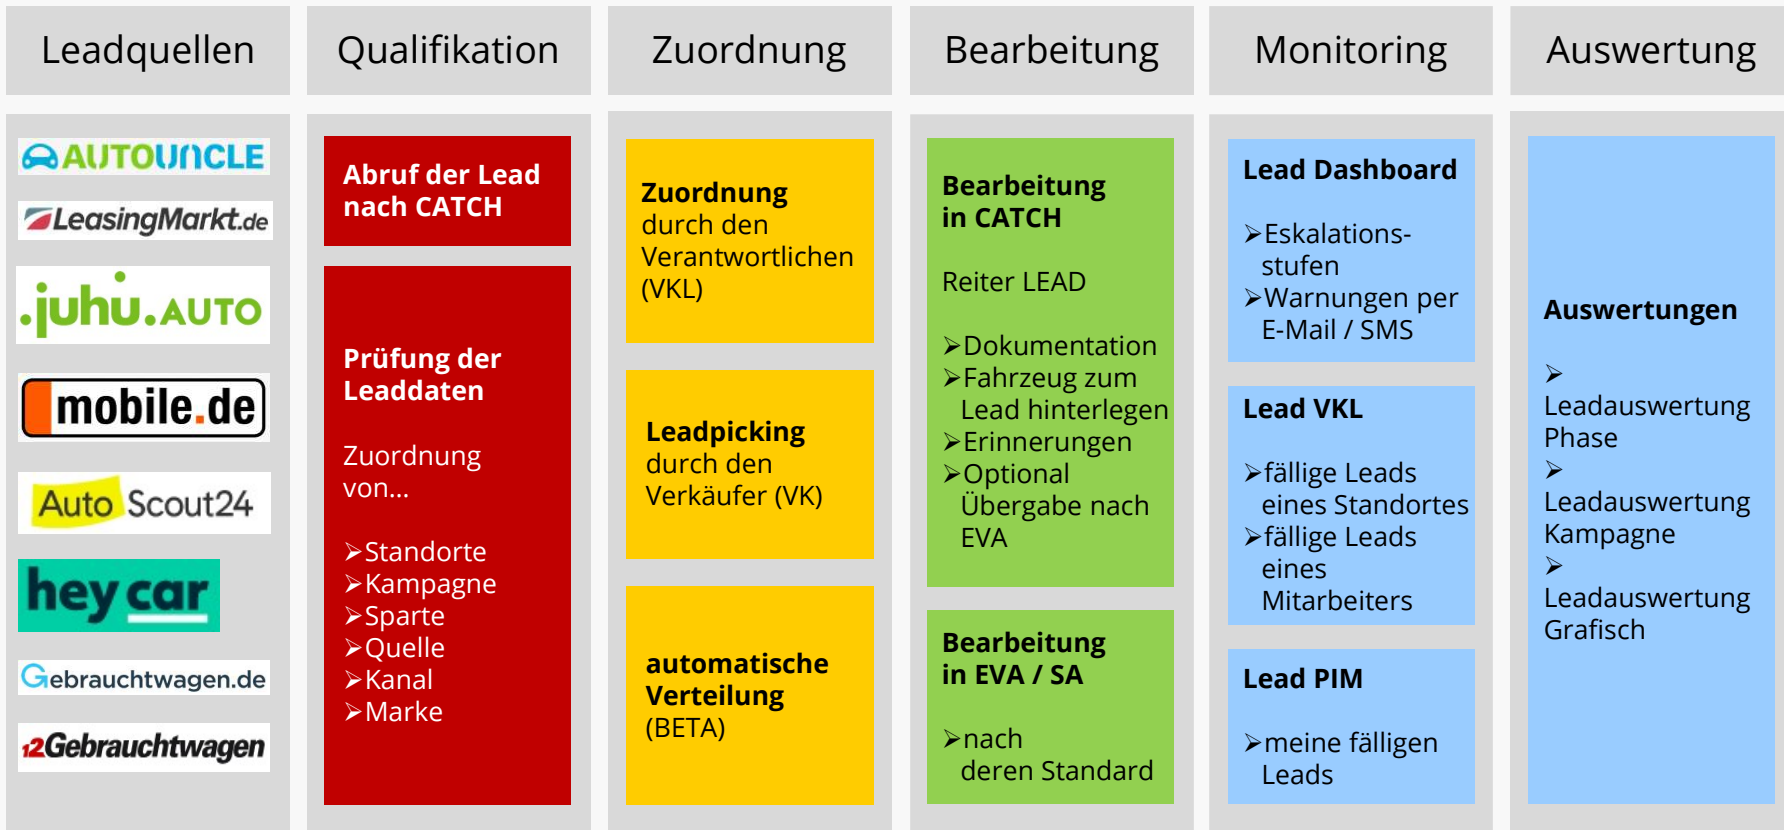 Leadquellen
Qualifikation
Zuordnung
Bearbeitung
Monitoring
Auswertung
AUTOUNCLE
LeasingMarkt.de
.juhu.AUTO
mobile.de
AutoScout24
hey car
Gebrauchtwagen.de
12Gebrauchtwagen
Abruf der Lead
nach CATCH
Prüfung der
Leaddaten
Zuordnung
von...
➢Standorte
➢Kampagne
➢Sparte
➢Quelle
➢Kanal
➢Marke
Zuordnung
durch den
Verantwortlichen
(VKL)
Leadpicking
durch den
Verkäufer (VK)
automatische
Verteilung
(BETA)
Bearbeitung
in CATCH
Reiter LEAD
➢Dokumentation
➢Fahrzeug zum
Lead hinterlegen
➢Erinnerungen
➢Optional
Übergabe nach
EVA
Bearbeitung
in EVA / SA
➢nach
deren Standard
Lead Dashboard
➢Eskalations-
stufen
➢Warnungen per
E-Mail / SMS
Lead VKL
➢fällige Leads
eines Standortes
➢fällige Leads
eines
Mitarbeiters
Lead PIM
➢meine fälligen
Leads
Auswertungen
➢
Leadauswertung
Phase
➢
Leadauswertung
Kampagne
➢
Leadauswertung
Grafisch